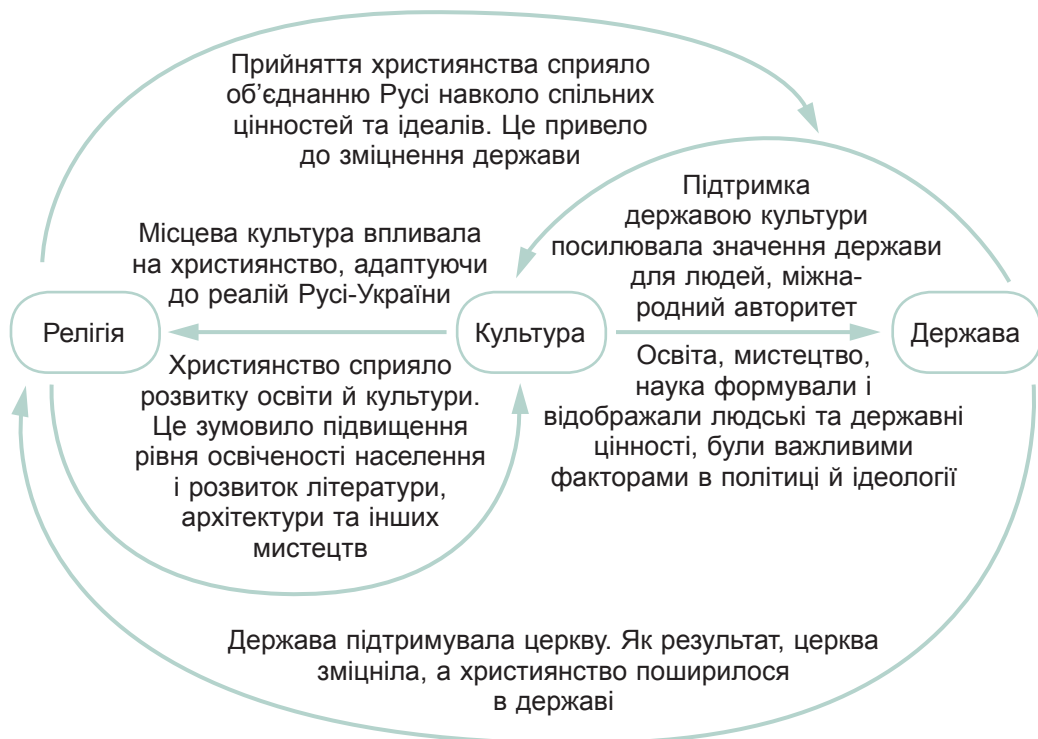 Прийняття християнства сприяло
об’єднанню Русі навколо спільних
цінностей та ідеалів. Це привело
до зміцнення держави
Підтримка
державою культури
посилювала значення держави
для людей, міжна-
родний авторитет
Місцева культура впливала
на християнство, адаптуючи
до реалій Русі-України
Релігія
Культура
Держава
Християнство сприяло
розвитку освіти й культури.
Це зумовило підвищення
рівня освіченості населення
і розвиток літератури,
архітектури та інших
мистецтв
Освіта, мистецтво,
наука формували і
відображали людські та державні
цінності, були важливими
факторами в політиці й ідеології
Держава підтримувала церкву. Як результат, церква
зміцніла, а християнство поширилося
в державі